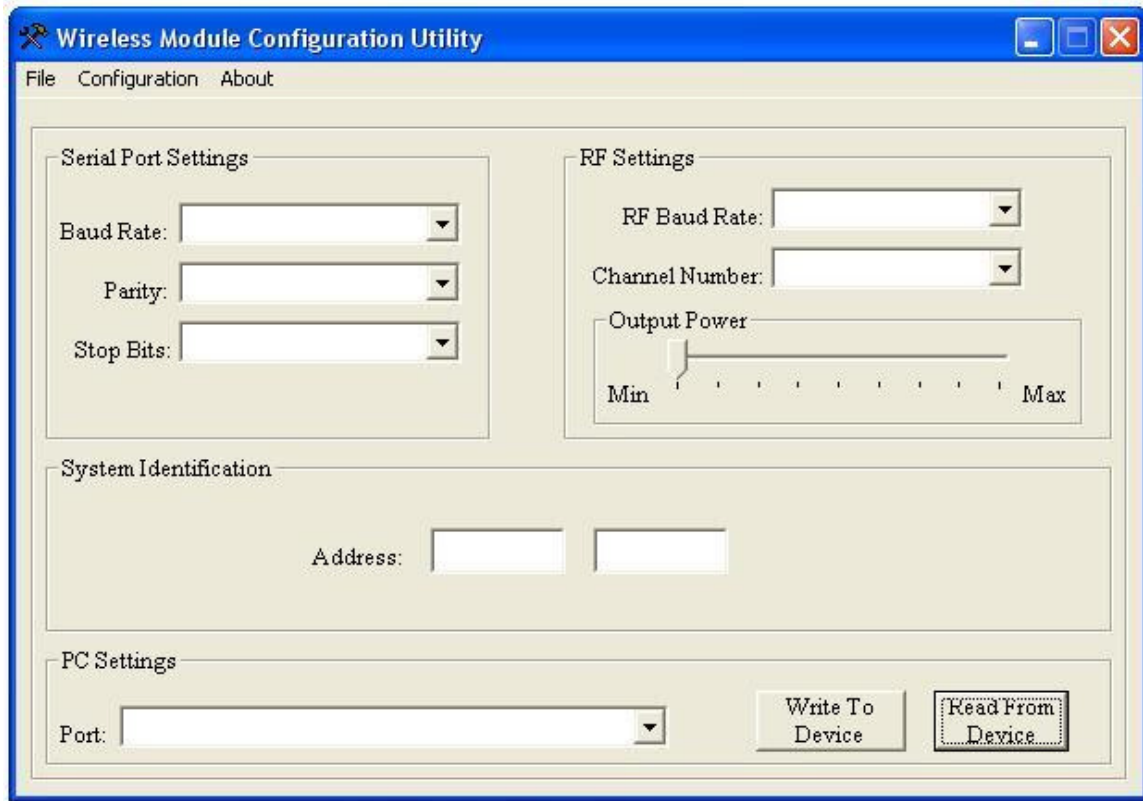 Wireless Module Configuration Utility
File Configuration About
Serial Port Settings
Baud Rate:
Parity:
Stop Bits:
RF Settings
RF Baud Rate:
Channel Number:
Output Power
Min
Max
System Identification
Address:
PC Settings
Port:
Write To
Device
Read From
Device